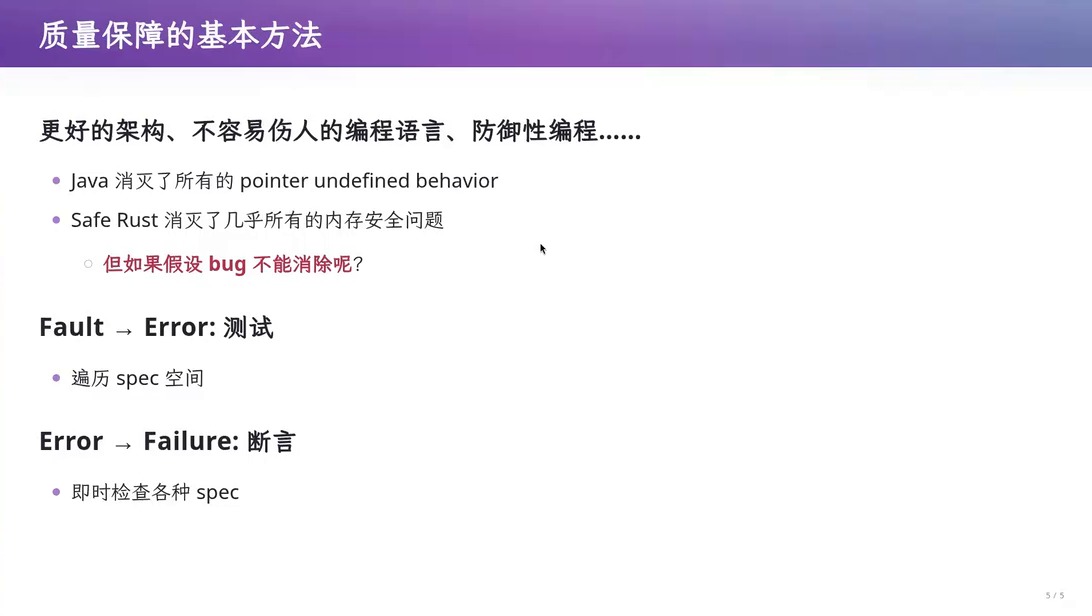 质量保障的基本方法
更好的架构、不容易伤人的编程语言、防御性编程……
Java 消灭了所有的 pointer undefined behavior
Safe Rust 消灭了几乎所有的内存安全问题
但如果假设 bug 不能消除呢？
Fault → Error: 测试
遍历 spec 空间
Error → Failure: 断言
即时检查各种 spec
5 / 5